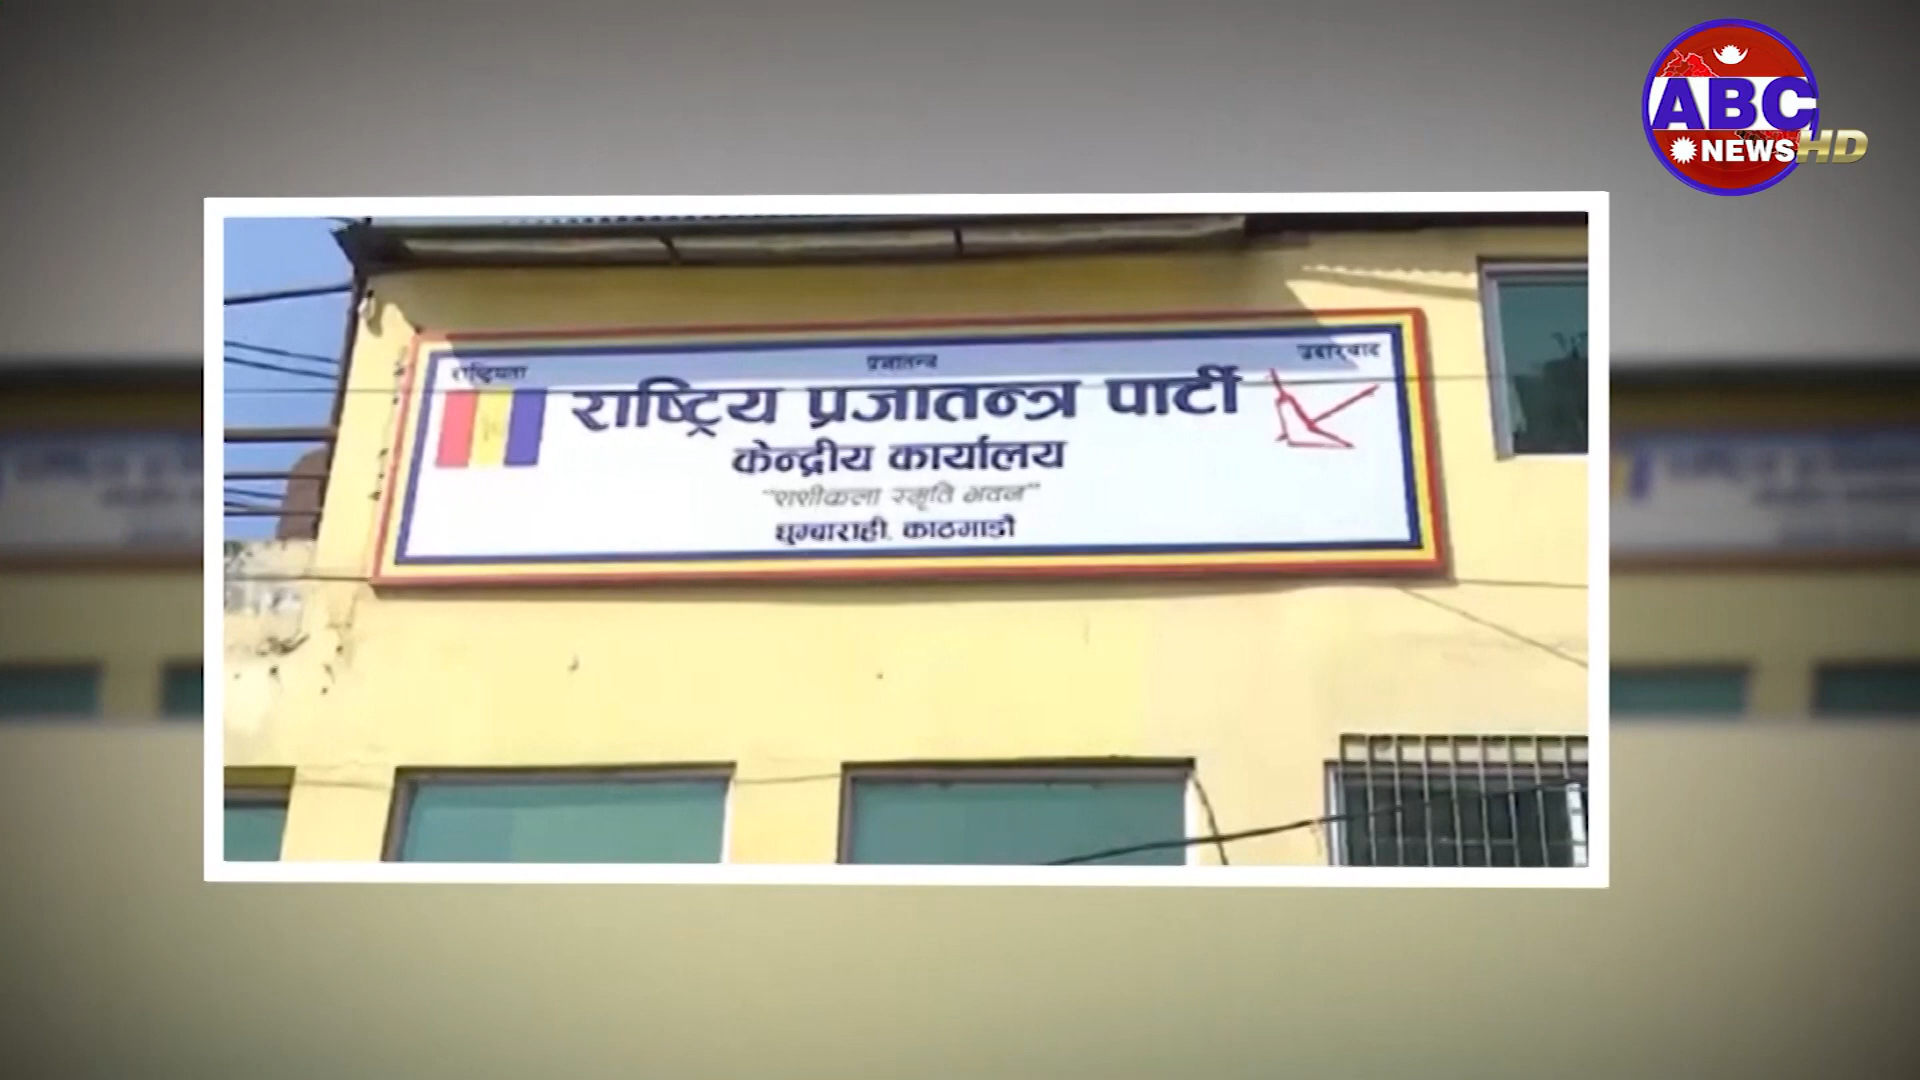 ABC
NEWS HD
राष्ट्रियता प्रजातन्त्र उदारवाद
राष्ट्रिय प्रजातन्त्र पार्टी
केन्द्रीय कार्यालय
"शशीकला स्मृति भवन"
धुम्बाराही, काठमाडौं